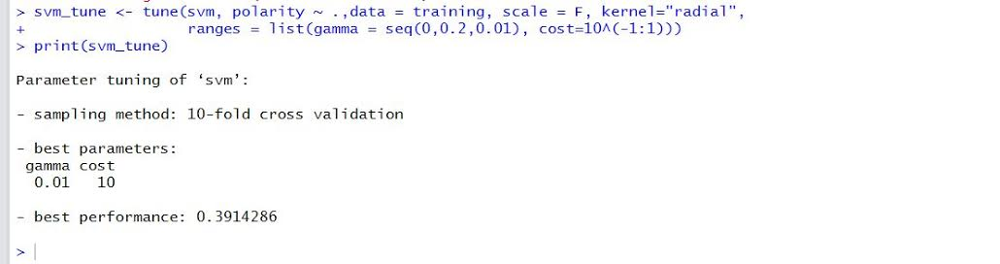 > svm_tune <- tune(svm, polarity ~ .,data = training, scale = F, kernel="radial",
+                  ranges = list(gamma = seq(0,0.2,0.01), cost=10^(-1:1)))
> print(svm_tune)
Parameter tuning of ‘svm’:
- sampling method: 10-fold cross validation
- best parameters:
gamma cost
0.01 10
- best performance: 0.3914286
>